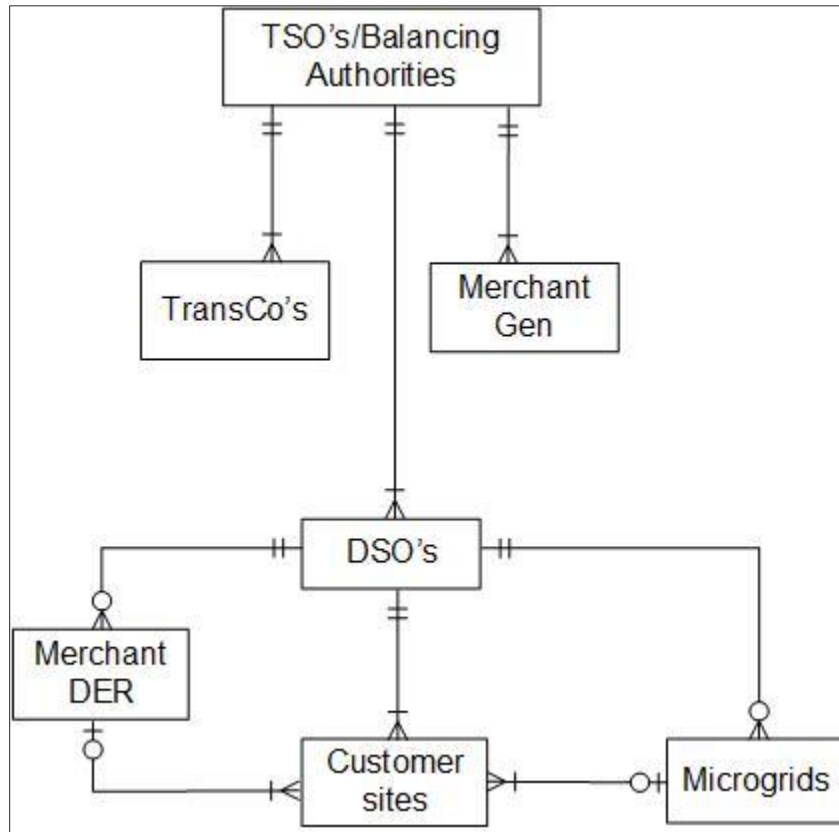 TSO's/Balancing
Authorities
TransCo's
Merchant
Gen
DSO's
Merchant
DER
Customer
sites
Microgrids